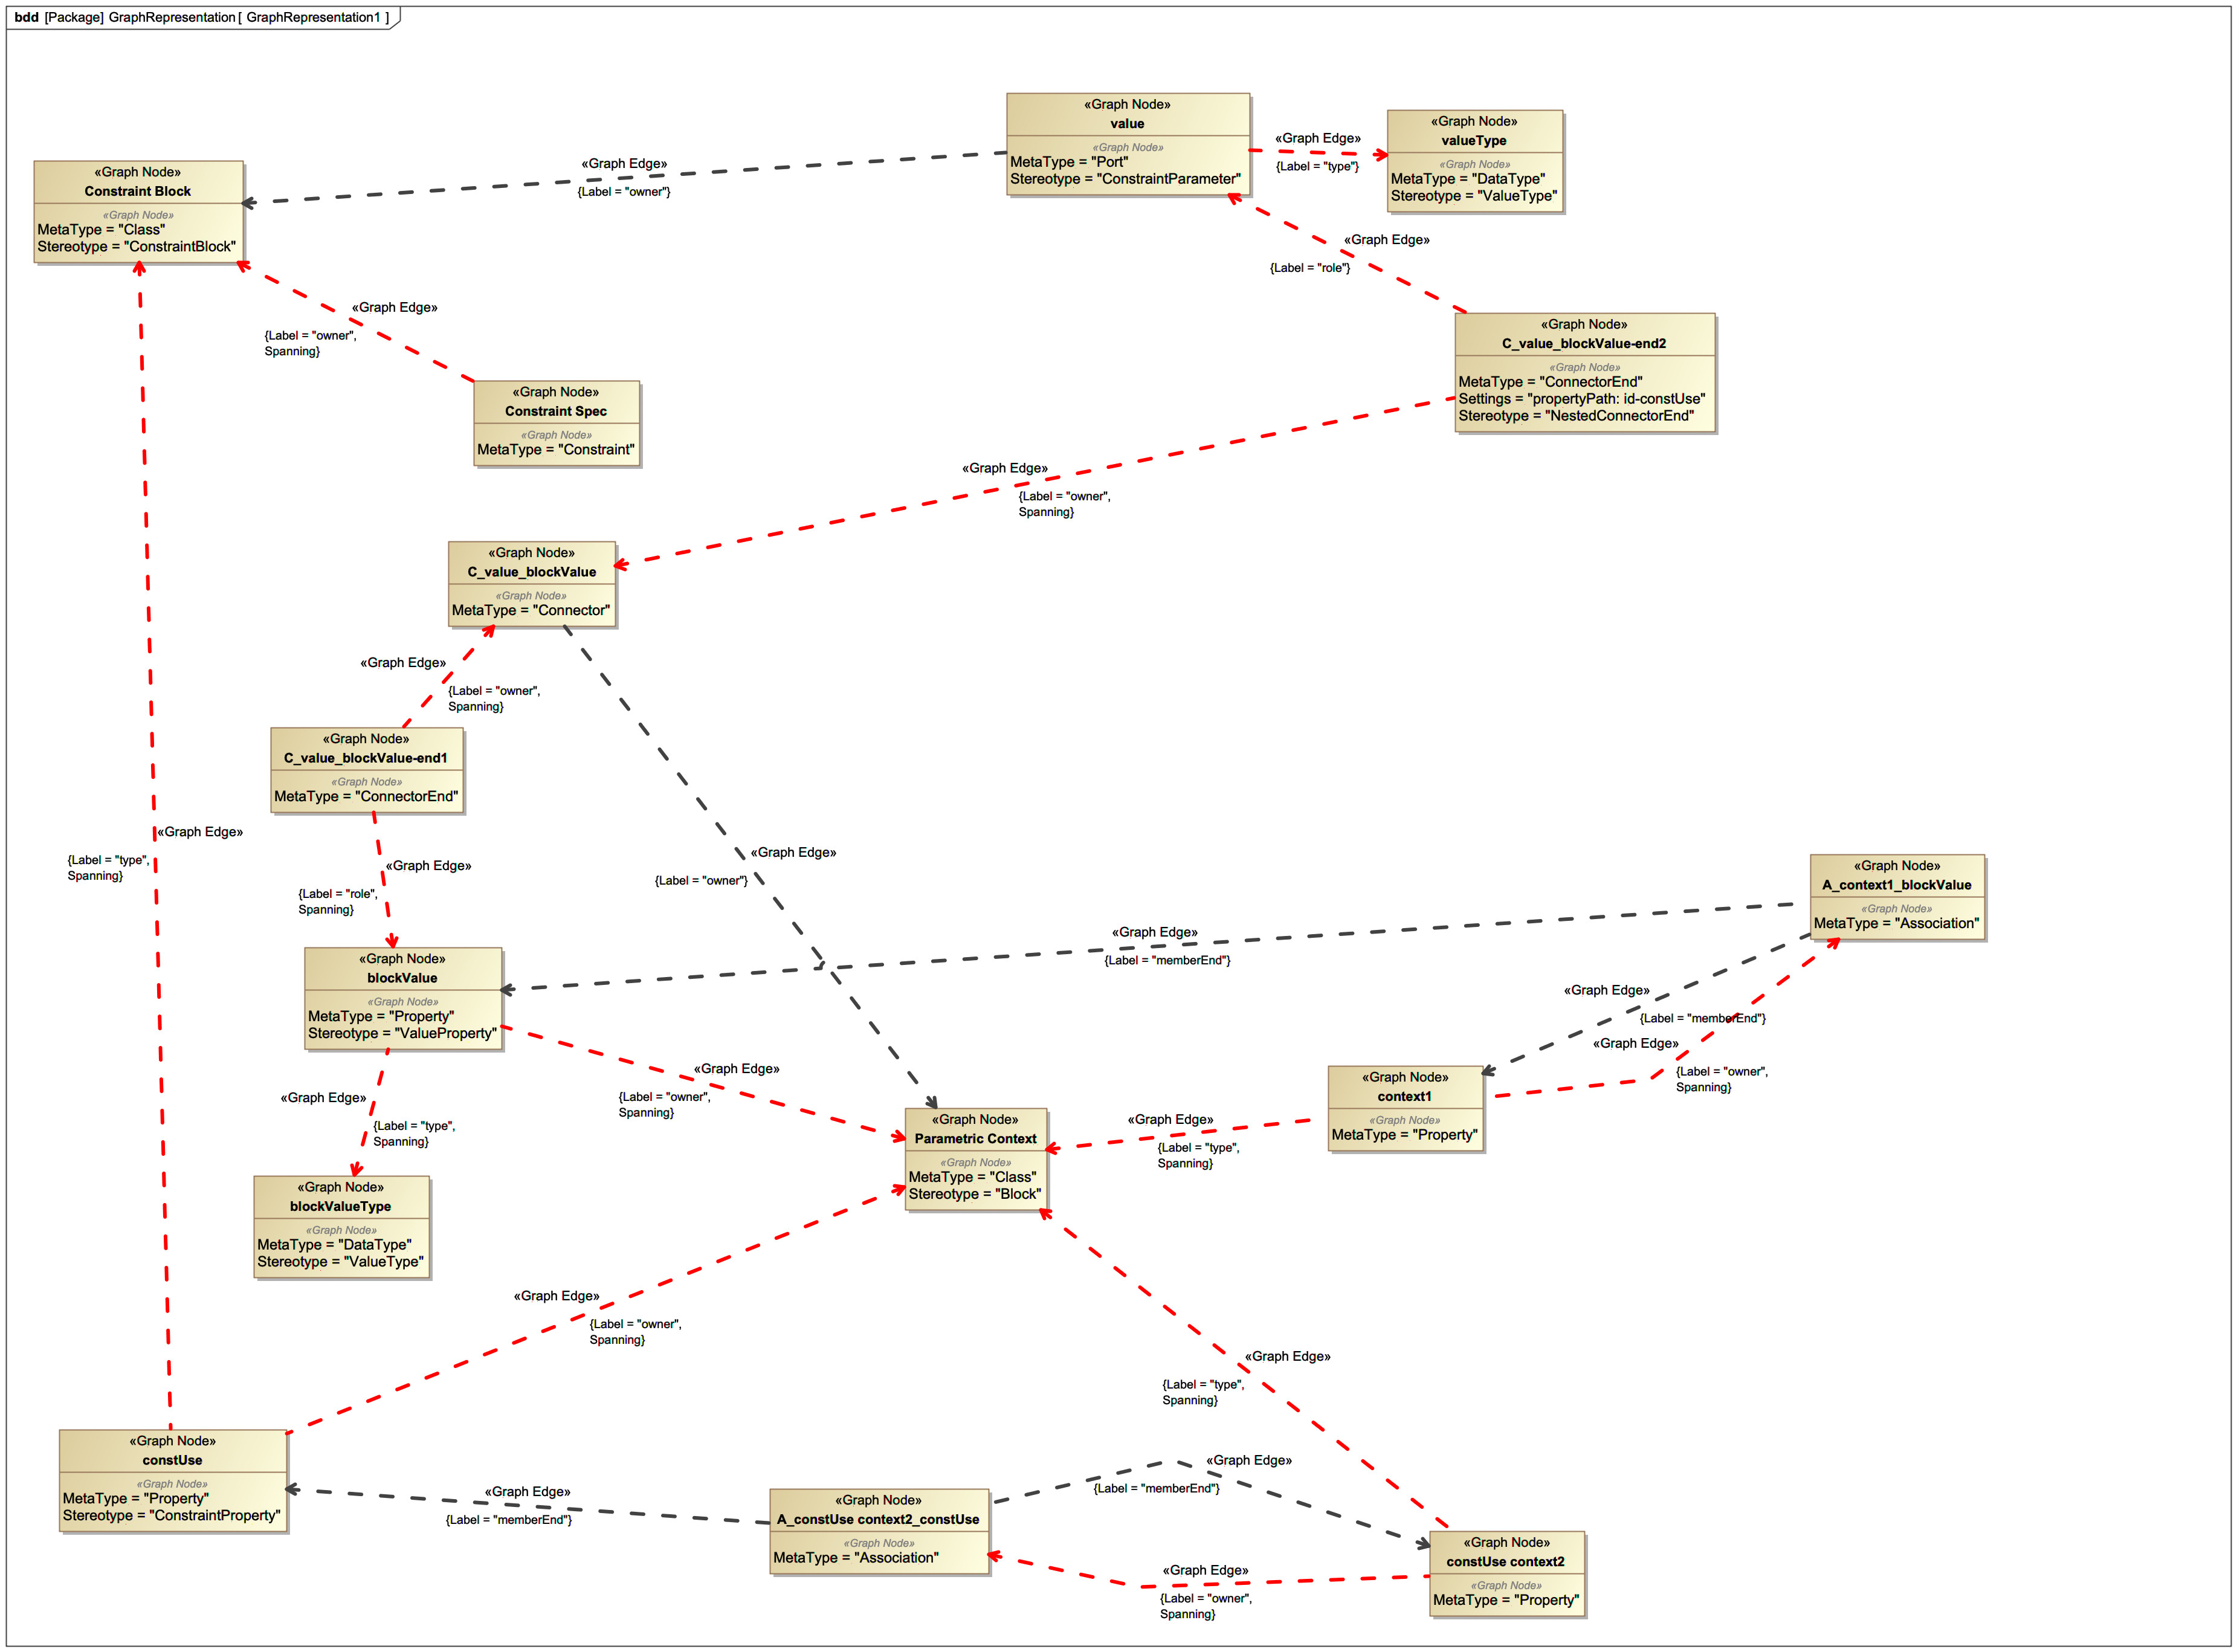 bdd [Package] GraphRepresentation [ GraphRepresentation1 ]
«Graph Node»
value
«Graph Node»
MetaType = "Port"
Stereotype = "ConstraintParameter"
«Graph Edge»
{Label = "type"}
«Graph Node»
valueType
«Graph Node»
MetaType = "DataType"
Stereotype = "ValueType"
«Graph Edge»
{Label = "owner"}
«Graph Node»
Constraint Block
«Graph Node»
MetaType = "Class"
Stereotype = "ConstraintBlock"
«Graph Edge»
{Label = "role"}
«Graph Edge»
{Label = "owner",
Spanning}
«Graph Node»
C_value_blockValue-end2
«Graph Node»
MetaType = "ConnectorEnd"
Settings = "propertyPath: id-constUse"
Stereotype = "NestedConnectorEnd"
«Graph Node»
Constraint Spec
«Graph Node»
MetaType = "Constraint"
«Graph Edge»
{Label = "owner",
Spanning}
«Graph Node»
C_value_blockValue
«Graph Node»
MetaType = "Connector"
«Graph Edge»
{Label = "owner",
Spanning}
«Graph Node»
C_value_blockValue-end1
«Graph Node»
MetaType = "ConnectorEnd"
«Graph Edge»
{Label = "type",
Spanning}
«Graph Edge»
{Label = "role",
Spanning}
«Graph Edge»
{Label = "owner"}
«Graph Node»
A_context1_blockValue
«Graph Node»
MetaType = "Association"
«Graph Edge»
{Label = "memberEnd"}
«Graph Node»
blockValue
«Graph Node»
MetaType = "Property"
Stereotype = "ValueProperty"
«Graph Edge»
{Label = "memberEnd"}
«Graph Edge»
{Label = "owner",
Spanning}
«Graph Edge»
{Label = "owner",
Spanning}
«Graph Edge»
{Label = "type",
Spanning}
«Graph Node»
Parametric Context
«Graph Node»
MetaType = "Class"
Stereotype = "Block"
«Graph Edge»
{Label = "type",
Spanning}
«Graph Node»
context1
«Graph Node»
MetaType = "Property"
«Graph Node»
blockValueType
«Graph Node»
MetaType = "DataType"
Stereotype = "ValueType"
«Graph Edge»
{Label = "owner",
Spanning}
«Graph Edge»
{Label = "type",
Spanning}
«Graph Node»
constUse
«Graph Node»
MetaType = "Property"
Stereotype = "ConstraintProperty"
«Graph Edge»
{Label = "memberEnd"}
«Graph Node»
A_constUse context2_constUse
«Graph Node»
MetaType = "Association"
«Graph Edge»
{Label = "memberEnd"}
«Graph Edge»
{Label = "owner",
Spanning}
«Graph Node»
constUse context2
«Graph Node»
MetaType = "Property"